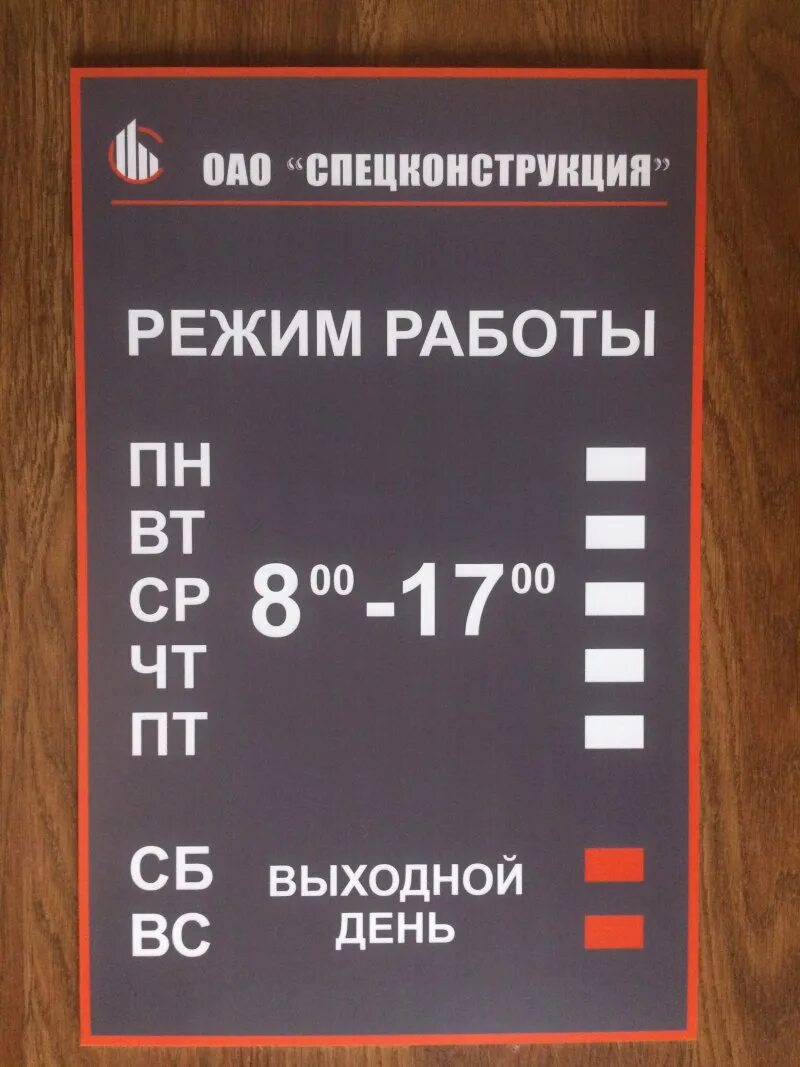 ОАО “СПЕЦКОНСТРУКЦИЯ”
РЕЖИМ РАБОТЫ
ПН
ВТ
СР 8⁰⁰-17⁰⁰
ЧТ
ПТ
СБ ВЫХОДНОЙ
ВС ДЕНЬ